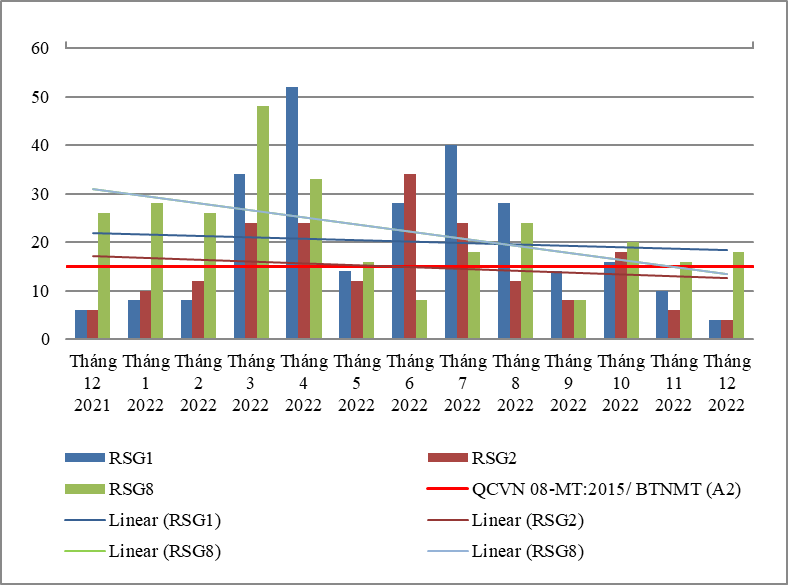 60
50
40
30
20
10
0
Tháng Tháng Tháng Tháng Tháng Tháng Tháng Tháng Tháng Tháng Tháng Tháng Tháng
12 1 2 3 4 5 6 7 8 9 10 11 12
2021 2022 2022 2022 2022 2022 2022 2022 2022 2022 2022 2022 2022
RSG1 RSG2
RSG8 QCVN 08-MT:2015/ BTNMT (A2)
Linear (RSG1) Linear (RSG2)
Linear (RSG8) Linear (RSG8)